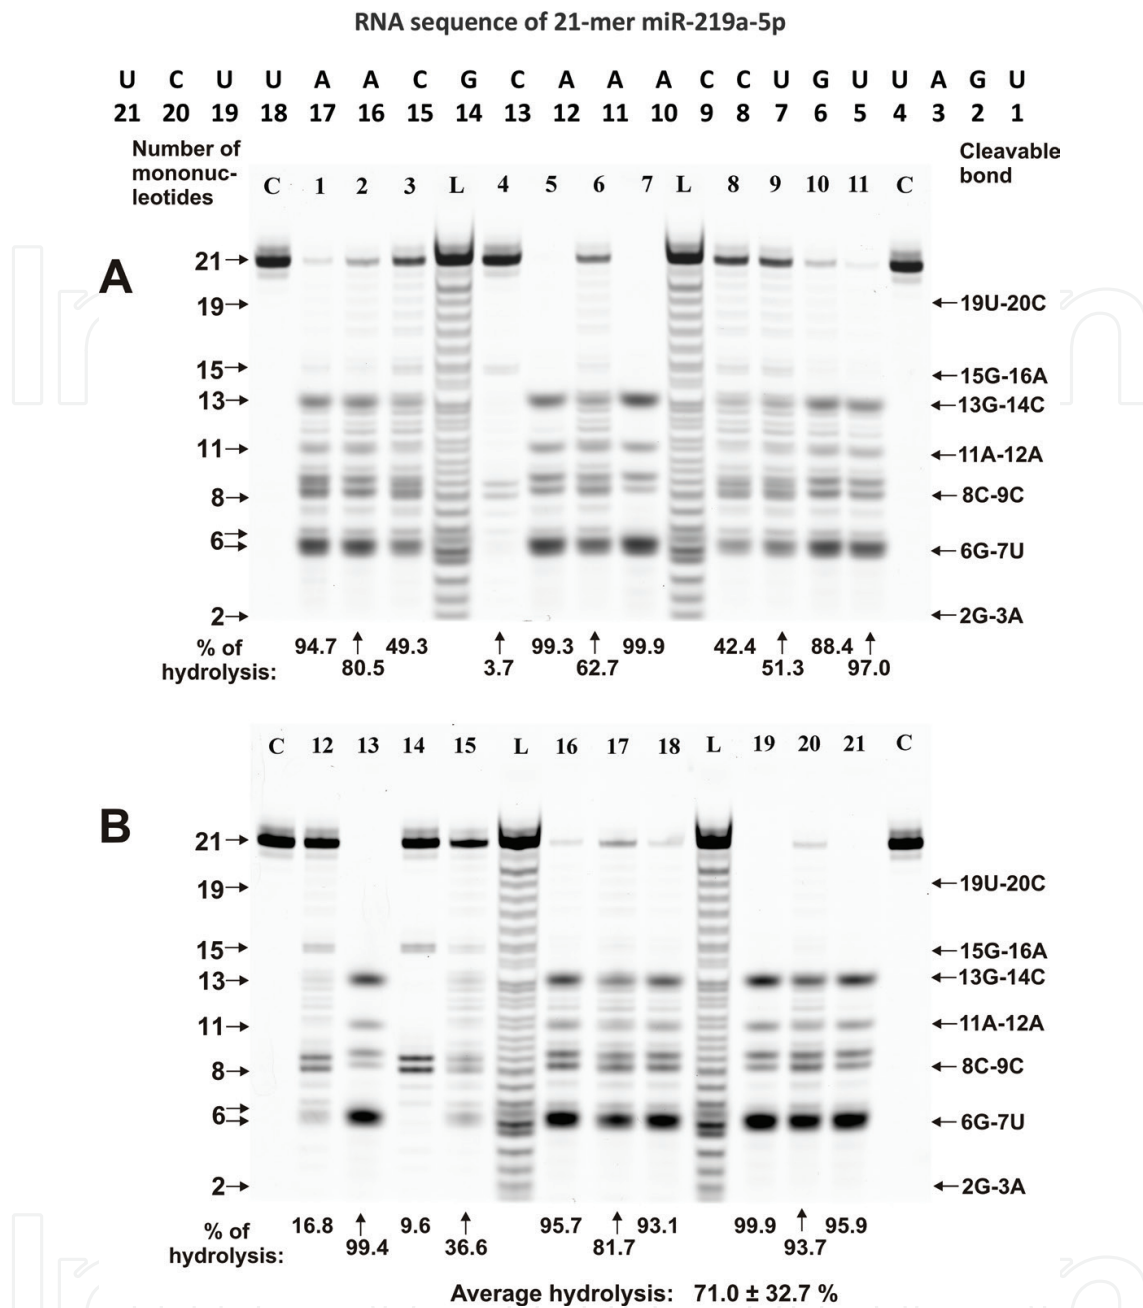 RNA sequence of 21-mer miR-219a-5p
U C U U A A C G C A A A C C U G U U A G U
21 20 19 18 17 16 15 14 13 12 11 10 9 8 7 6 5 4 3 2 1
Number of mononuc-leotides
Cleavable bond
C 1 2 3 L 4 5 6 7 L 8 9 10 11 C
A
21
19
15
13
11
8
6
2
19U-20C
15G-16A
13G-14C
11A-12A
8C-9C
6G-7U
2G-3A
% of hydrolysis:
94.7 80.5 49.3 3.7 99.3 62.7 99.9 42.4 51.3 88.4 97.0
C 12 13 14 15 L 16 17 18 L 19 20 21 C
B
21
19
15
13
11
8
6
2
19U-20C
15G-16A
13G-14C
11A-12A
8C-9C
6G-7U
2G-3A
% of hydrolysis:
16.8 99.4 9.6 36.6 95.7 81.7 93.1 99.9 93.7 95.9
Average hydrolysis: 71.0 ± 32.7 %